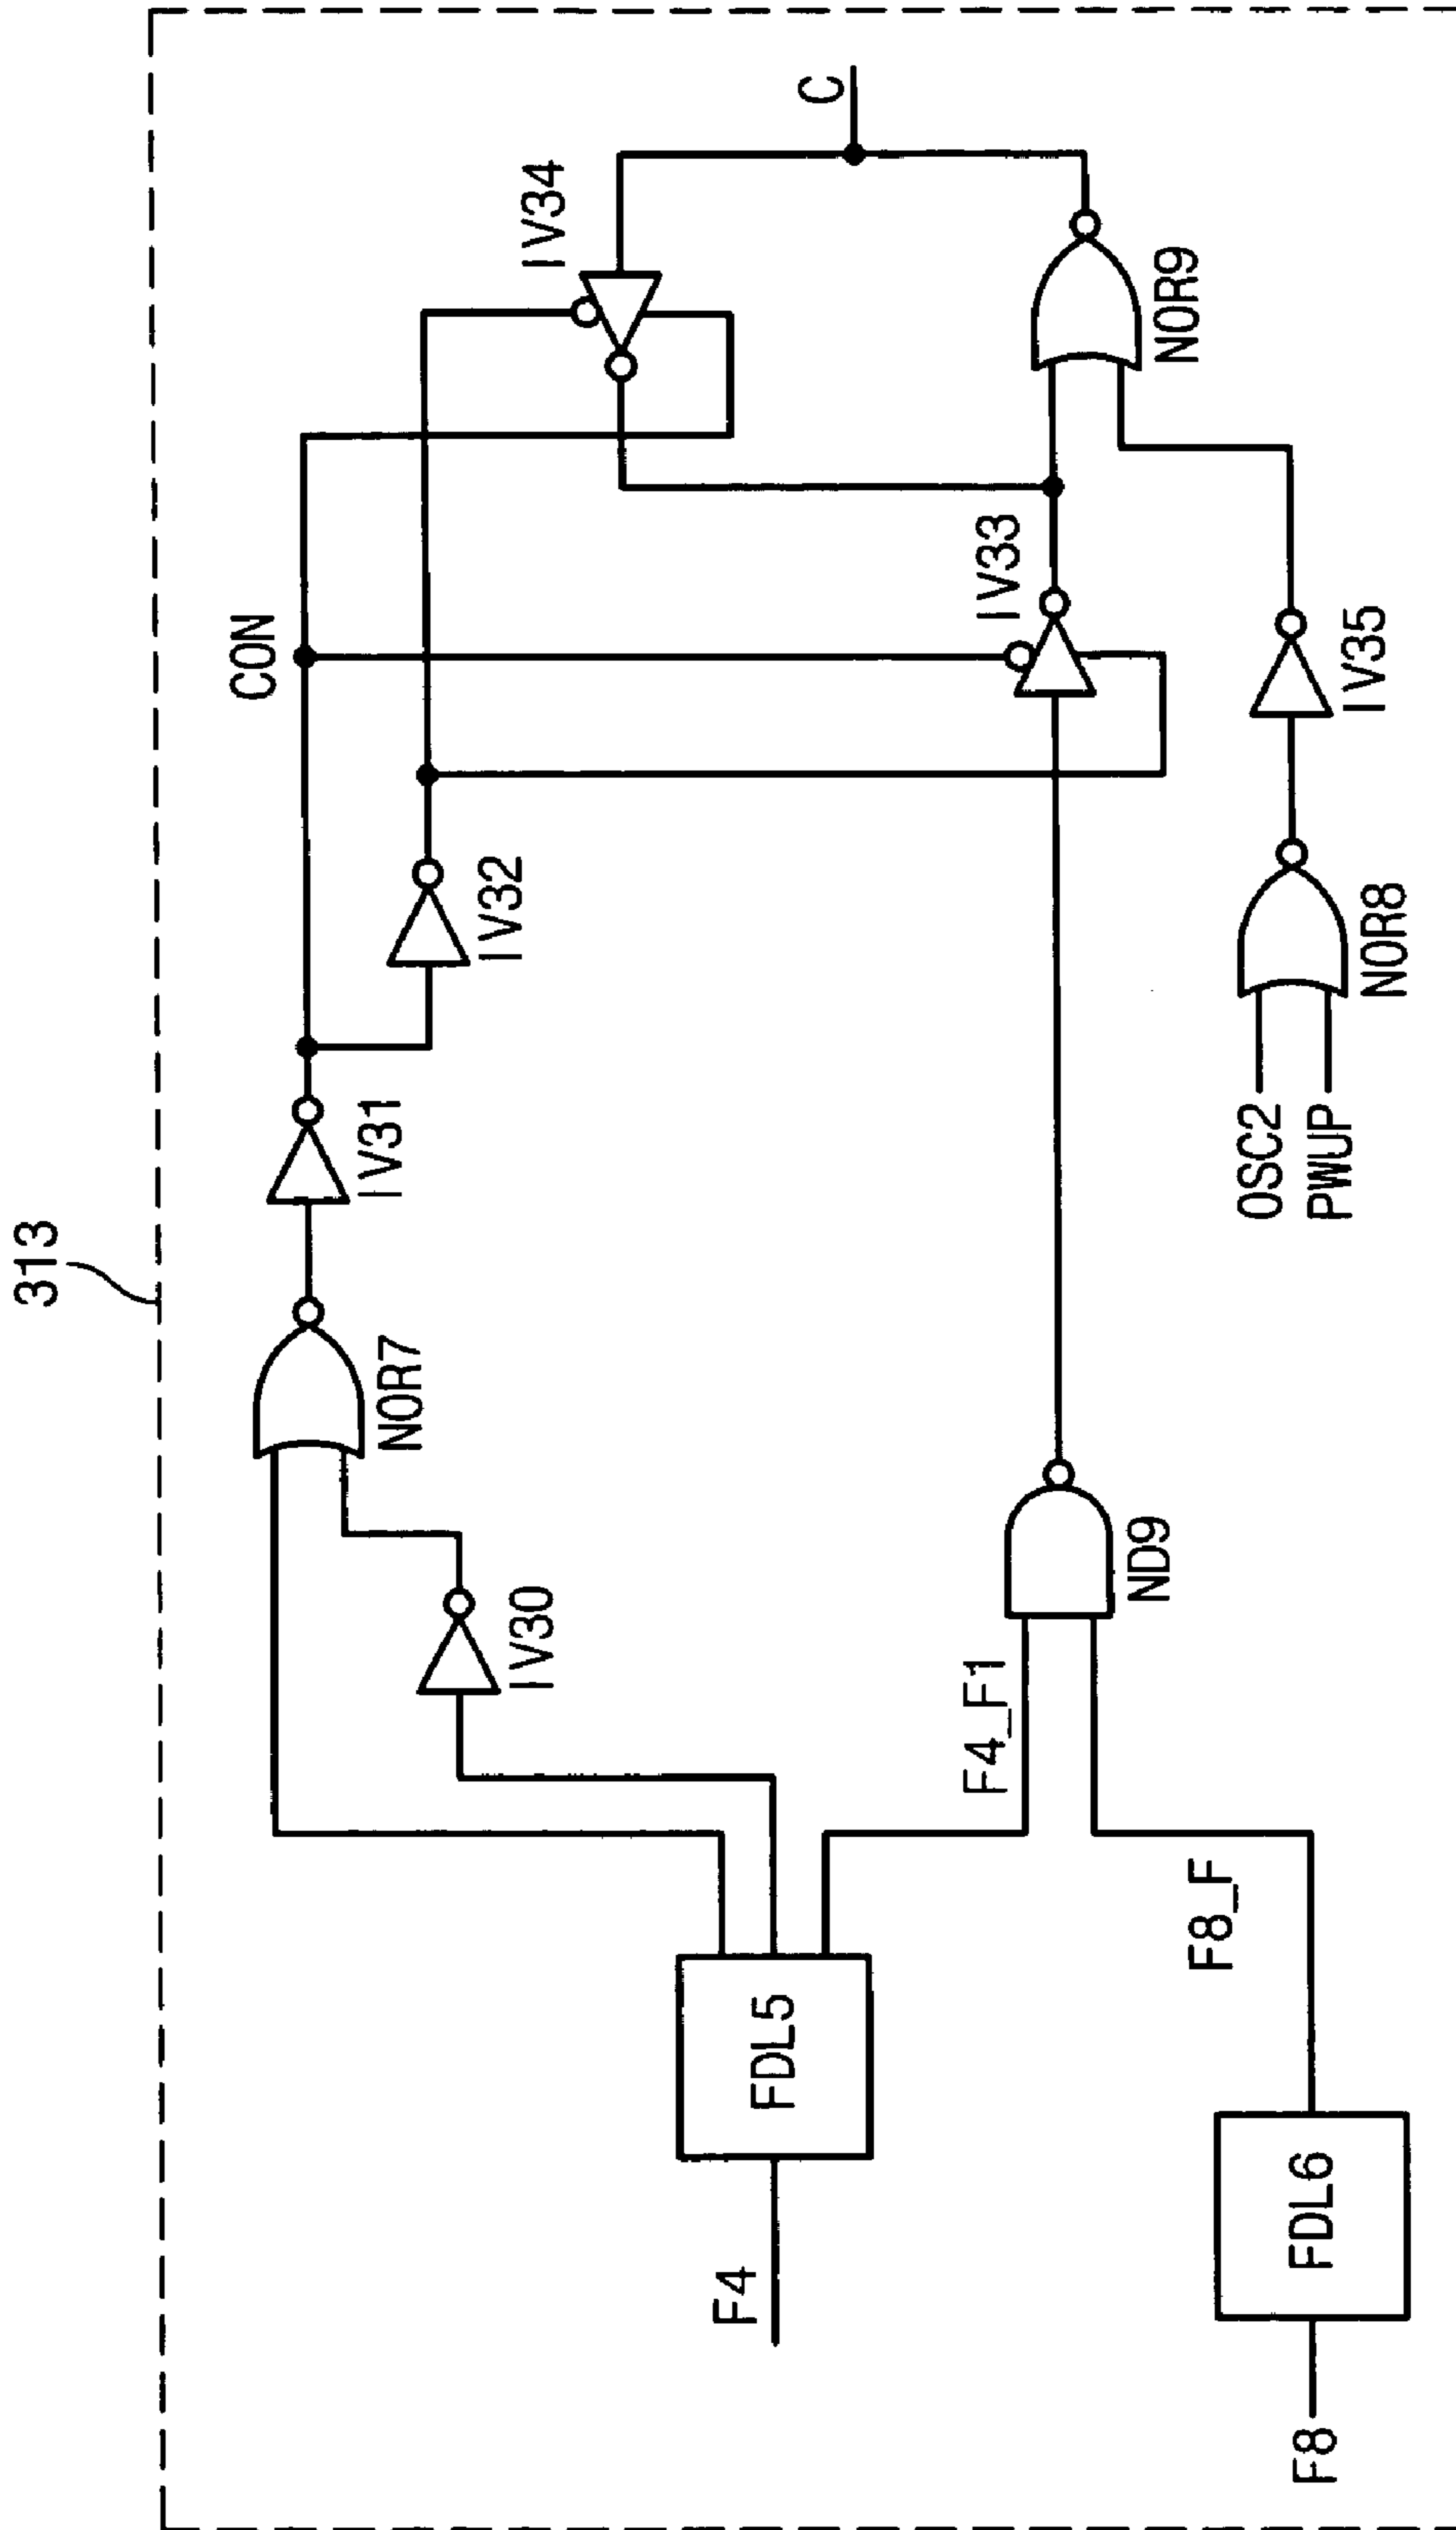 313
F4
FDL5
F8
FDL6
IV30
NOR7
IV31
CON
IV32
IV34
C
F4_F1
F8_F
ND9
IV33
NOR9
OSC2
PWUP
NOR8
IV35